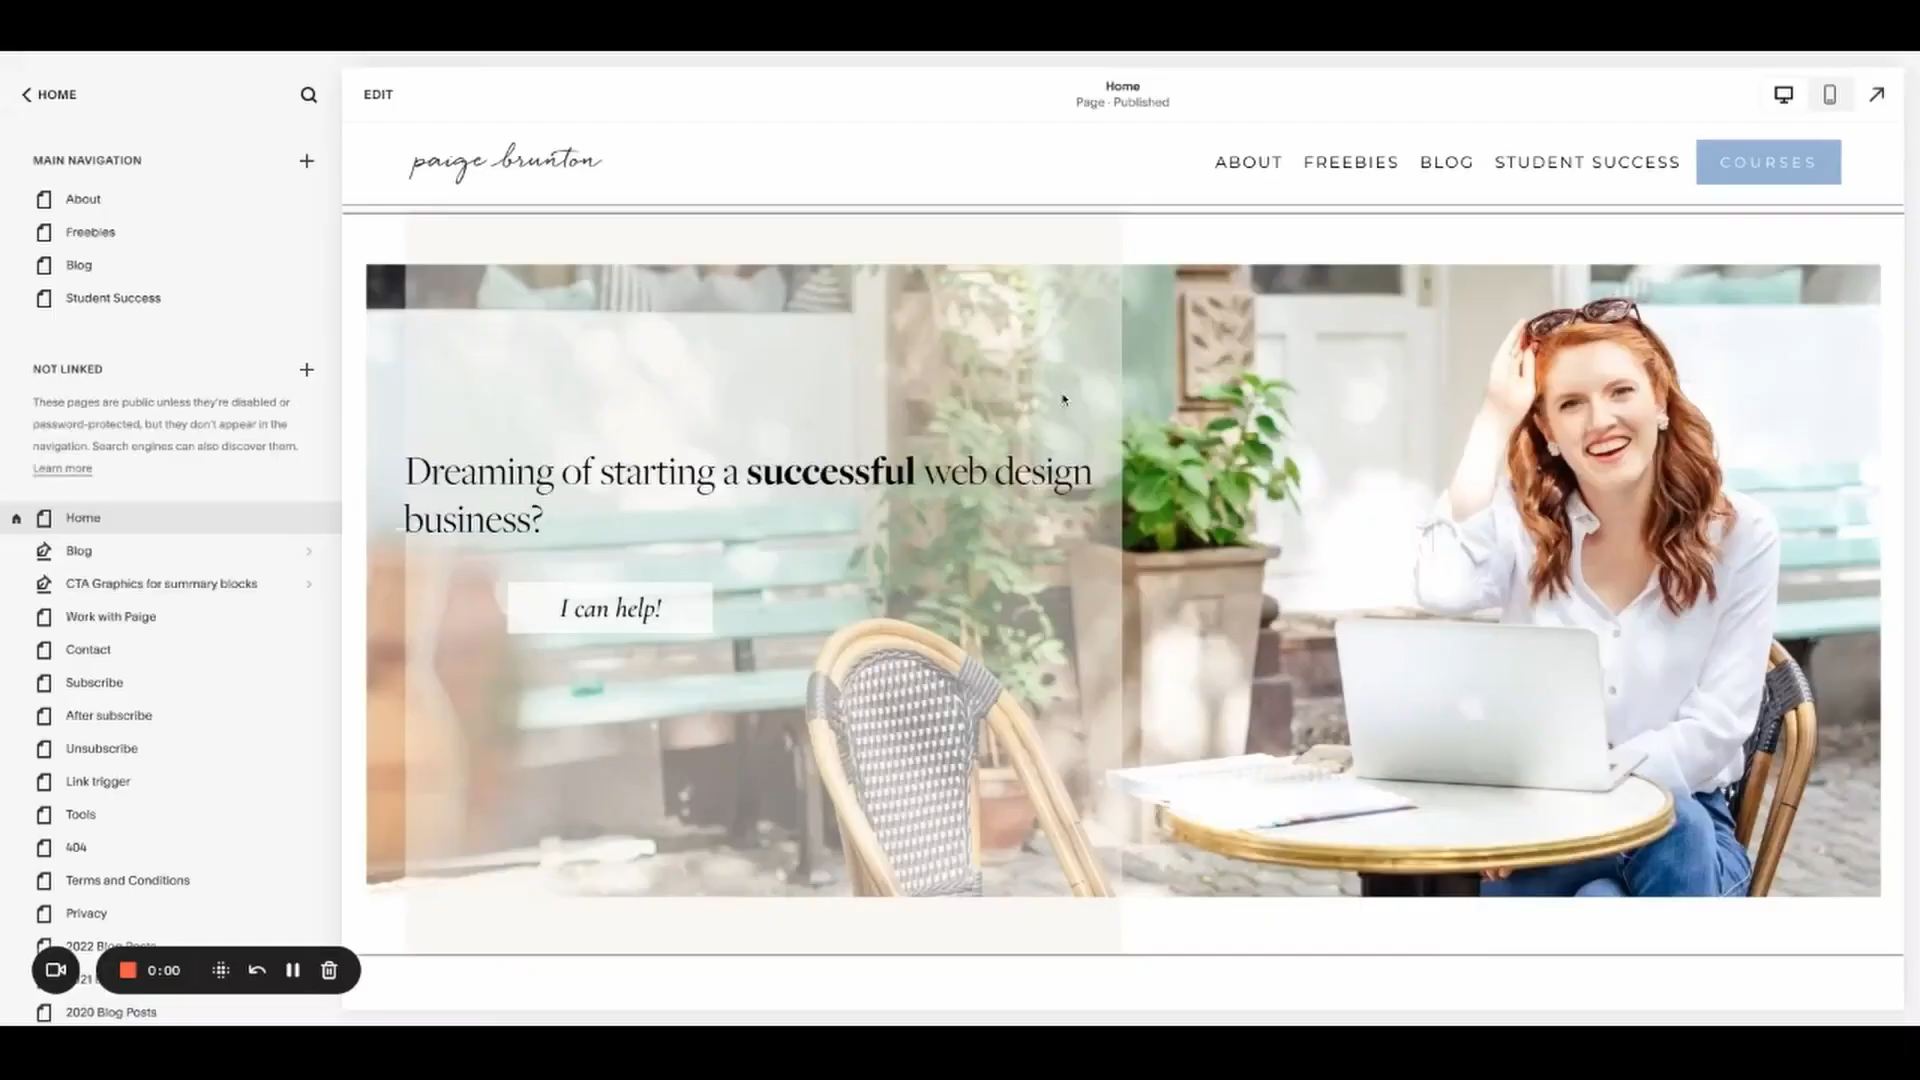 HOME
MAIN NAVIGATION
About
Freebies
Blog
Student Success
NOT LINKED
These pages are public unless they're disabled or
password-protected, but they don't appear in the
navigation. Search engines can also discover them.
Learn more
Home
Blog
CTA Graphics for summary blocks
Work with Paige
Contact
Subscribe
After subscribe
Unsubscribe
Link trigger
Tools
404
Terms and Conditions
Privacy
2022 Blog Posts
0:00
2020 Blog Posts
EDIT
Home
Page · Published
paige brunton
ABOUT FREEBIES BLOG STUDENT SUCCESS COURSES
Dreaming of starting a successful web design
business?
I can help!